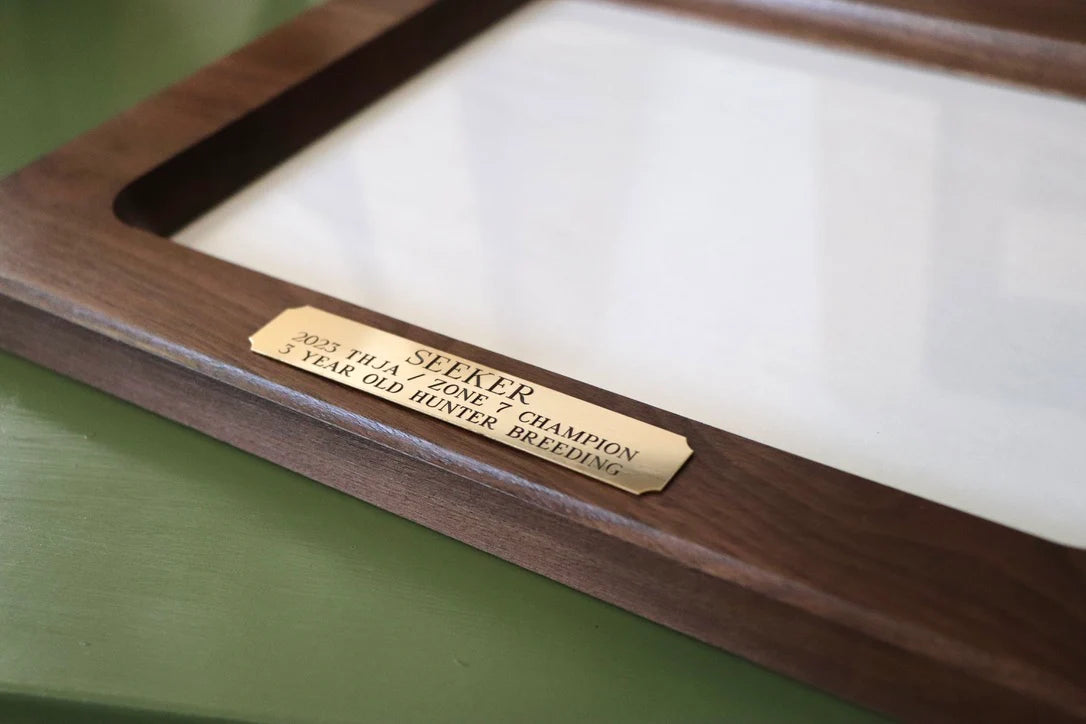 SEEKER
2023 THJA / ZONE 7 CHAMPION
3 YEAR OLD HUNTER BREEDING